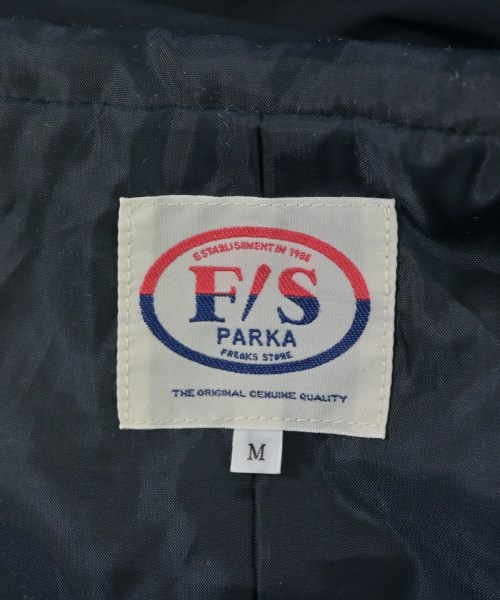 ESTABLISHMENT IN 1986
F/S
PARKA
FREAKS STORE
THE ORIGINAL GENUINE QUALITY
M